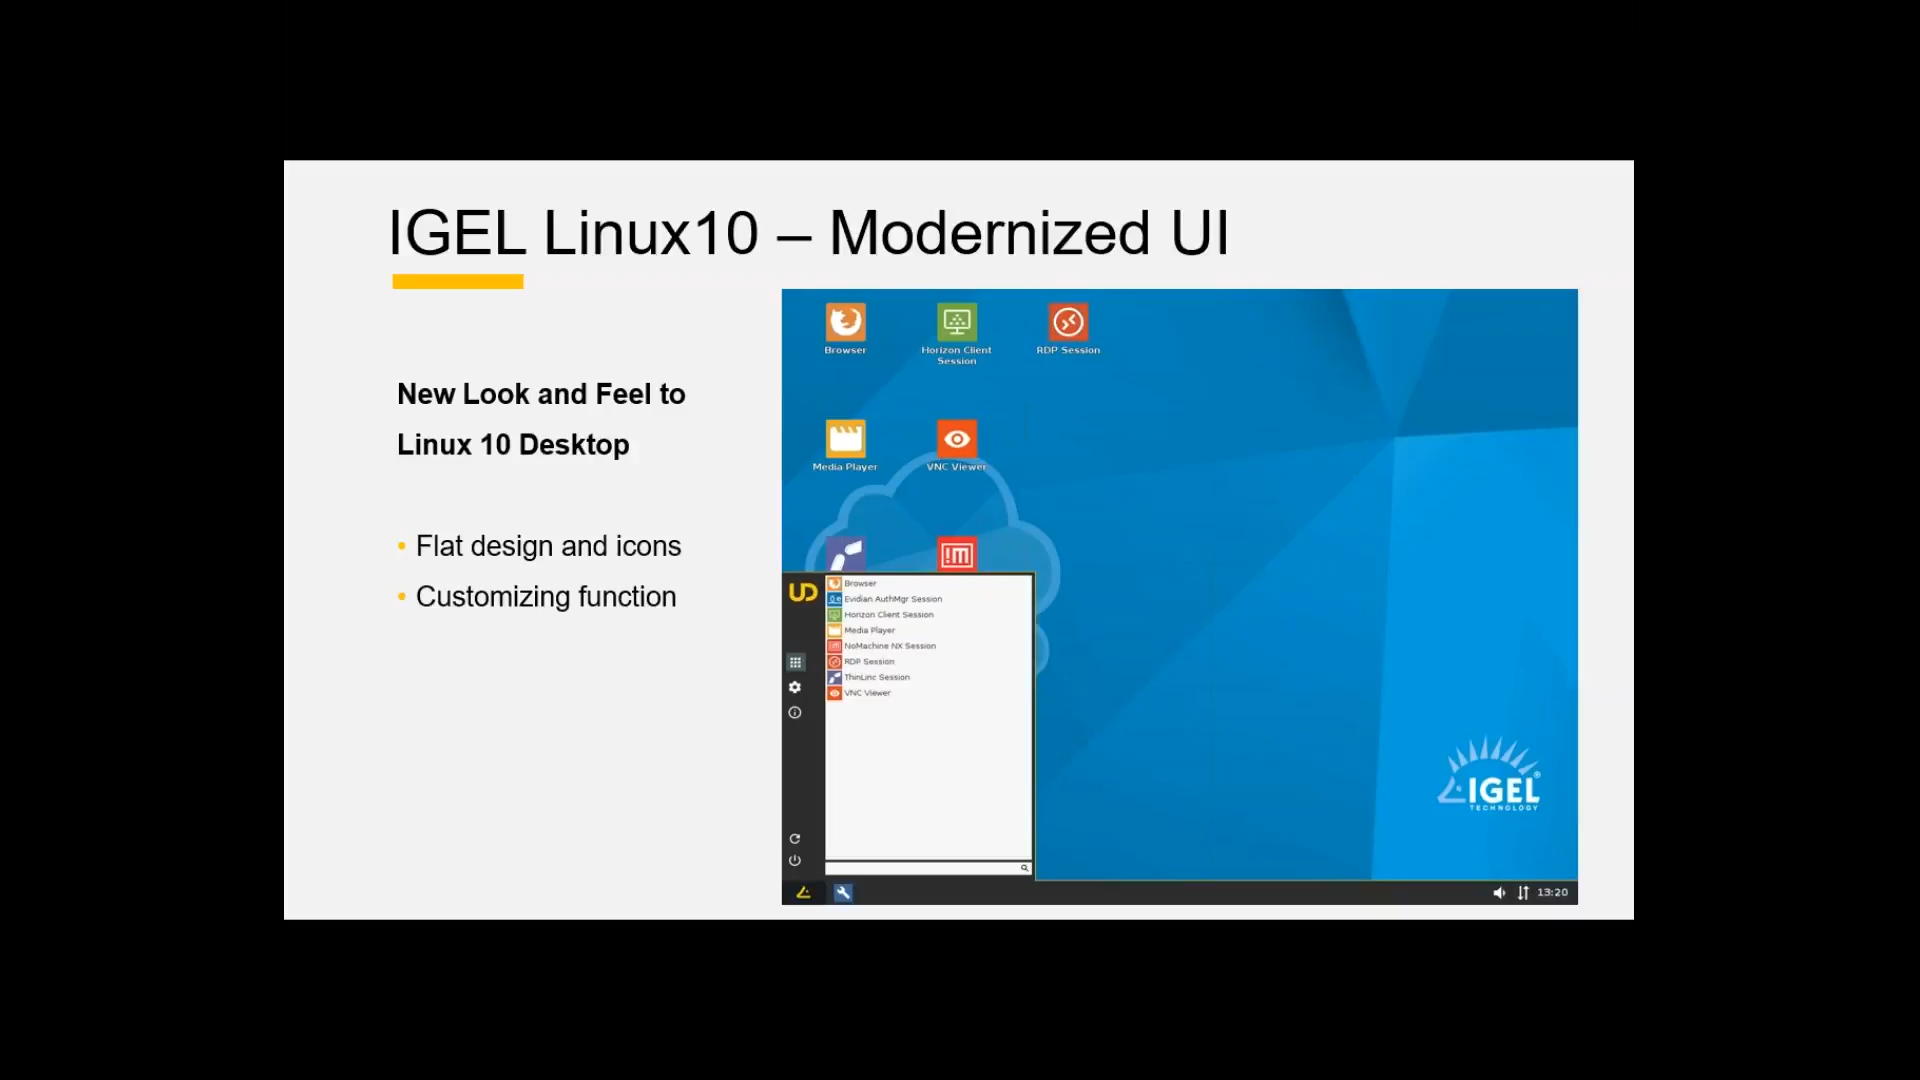 IGEL Linux10 – Modernized UI
New Look and Feel to
Linux 10 Desktop
• Flat design and icons
• Customizing function
Browser
Horizon Client
Session
RDP Session
Media Player
VNC Viewer
!M
UD
Browser
Evidian AuthMgr Session
Horizon Client Session
Media Player
NoMachine NX Session
RDP Session
ThinLinc Session
VNC Viewer
IGEL®
TECHNOLOGY
13:20